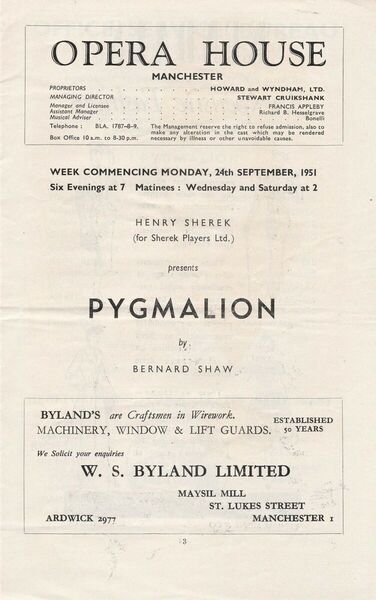 OPERA HOUSE
MANCHESTER
PROPRIETORS . . . . . . . HOWARD and WYNDHAM, LTD.
MANAGING DIRECTOR . . . . . . STEWART CRUIKSHANK
Manager and Licensee . . . . . . FRANCIS APPLEBY
Assistant Manager . . . . . . Richard B. Hesselgrave
Musical Adviser . . . . . . Bonelli
Telephone : BLA. 1787-8-9. The Management reserve the right to refuse admission, also to
make any alteration in the cast which may be rendered
Box Office 10 a.m. to 8-30 p.m. necessary by illness or other unavoidable causes.
WEEK COMMENCING MONDAY, 24th SEPTEMBER, 1951
Six Evenings at 7 Matinees : Wednesday and Saturday at 2
HENRY SHEREK
(for Sherek Players Ltd.)
presents
PYGMALION
by
BERNARD SHAW
BYLAND'S are Craftsmen in Wirework.
MACHINERY, WINDOW & LIFT GUARDS.
ESTABLISHED
50 YEARS
We Solicit your enquiries
W. S. BYLAND LIMITED
MAYSIL MILL
ST. LUKES STREET
ARDWICK 2977 MANCHESTER 1
3